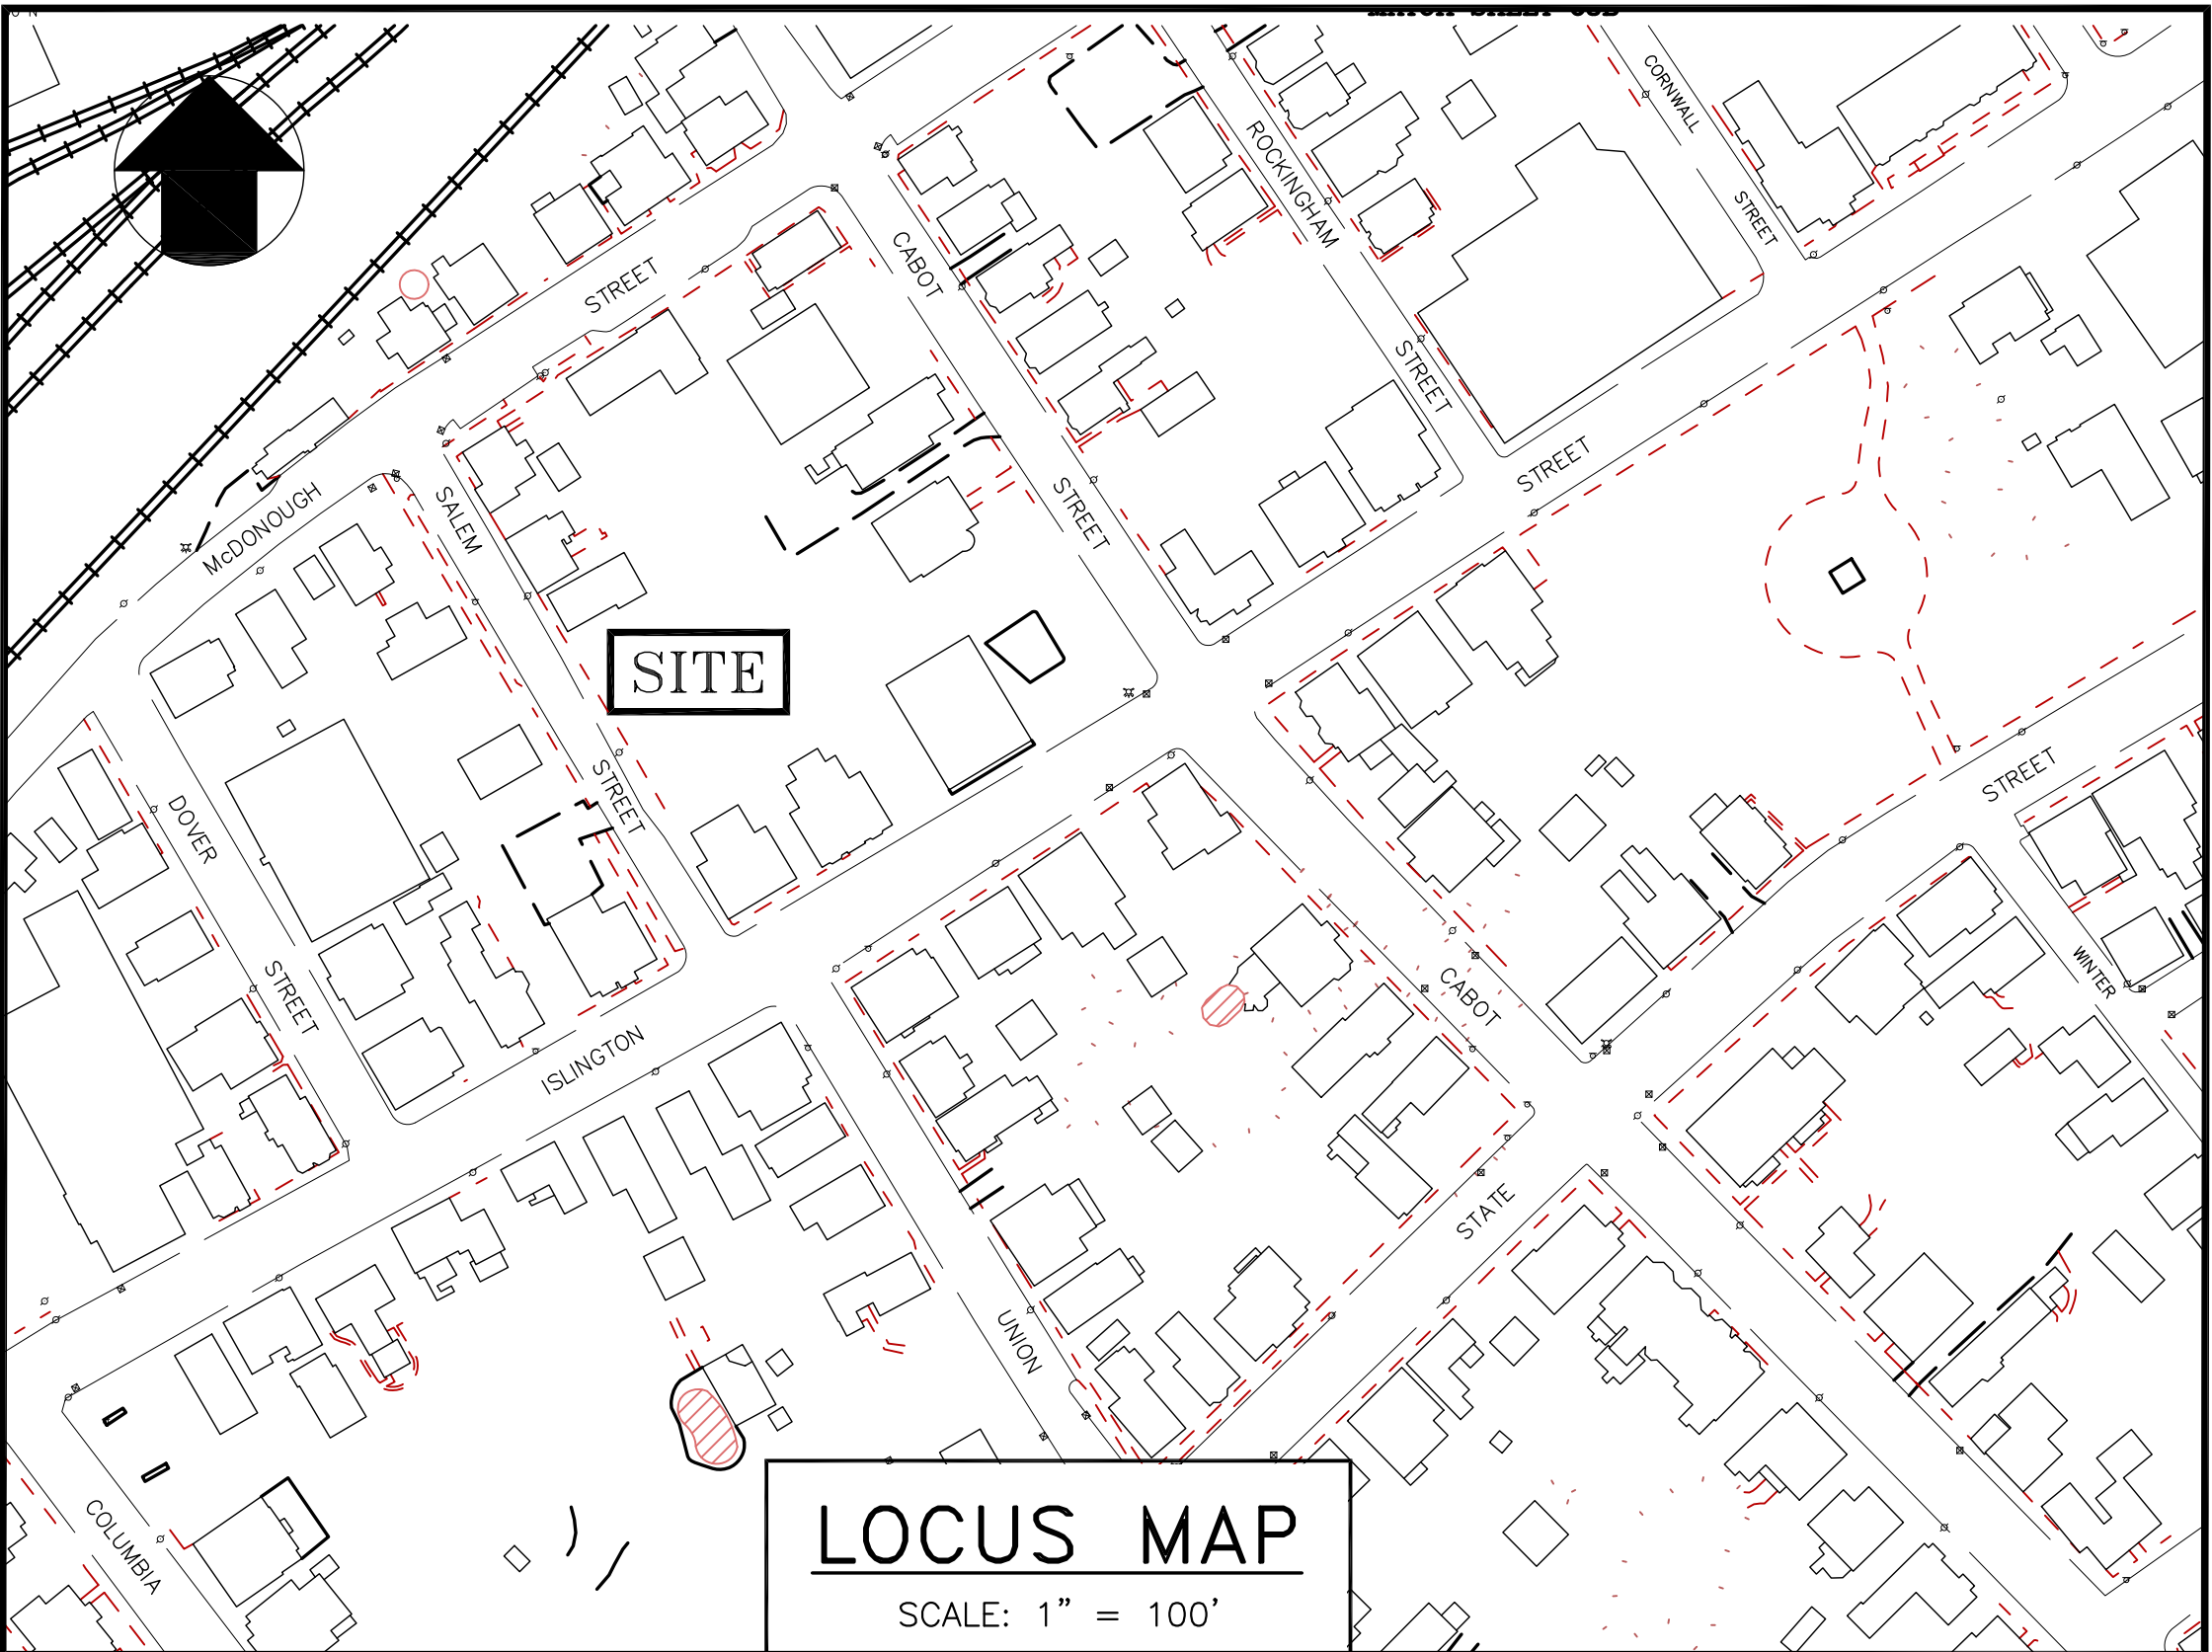 CORNWALL
STREET
ROCKINGHAM
STREET
CABOT
STREET
STREET
STREET
McDONOUGH
SALEM
STREET
SITE
STREET
DOVER
STREET
ISLINGTON
CABOT
WINTER
STATE
UNION
COLUMBIA
LOCUS MAP
SCALE: 1" = 100'